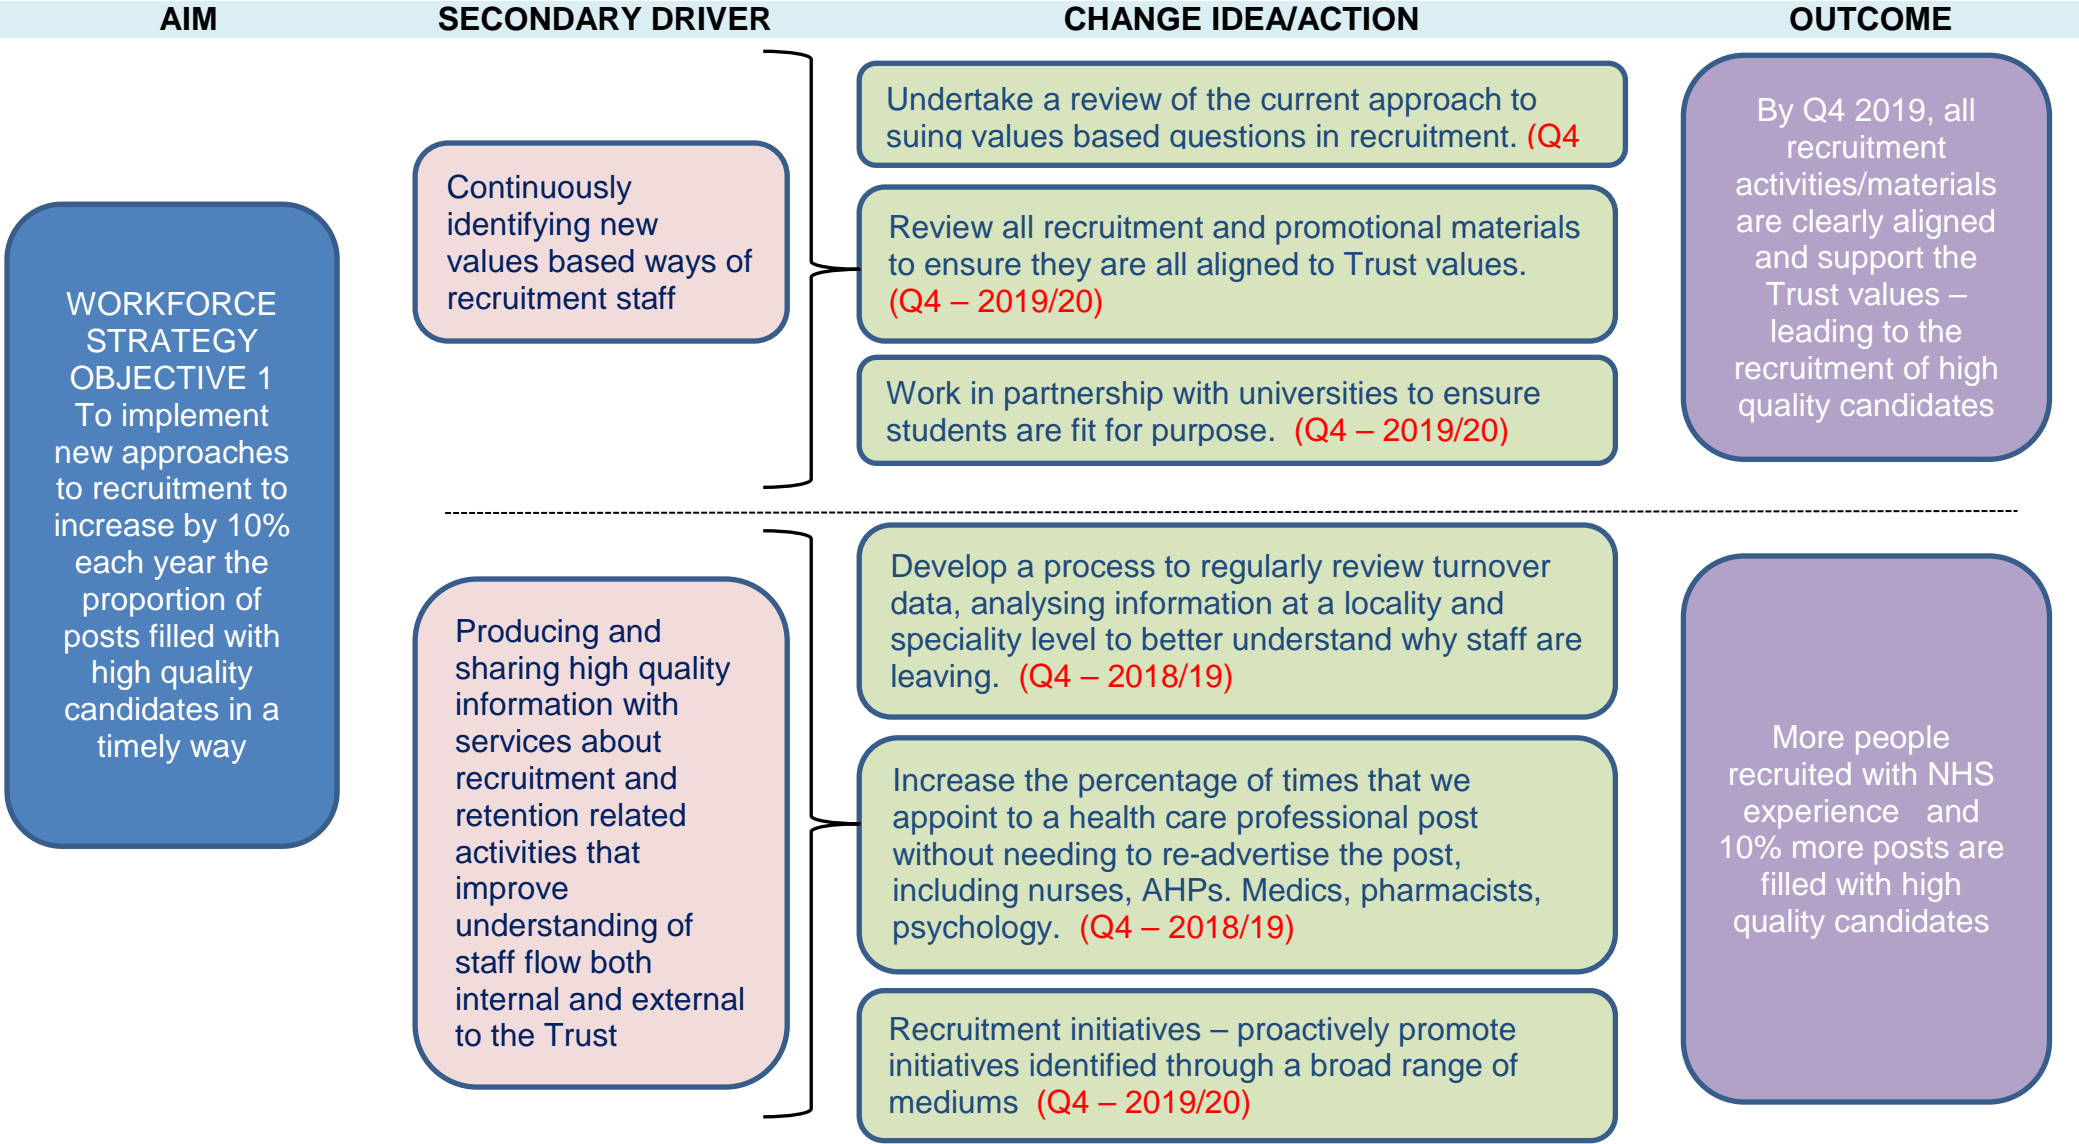 AIM
SECONDARY DRIVER
CHANGE IDEA/ACTION
OUTCOME
WORKFORCE
STRATEGY
OBJECTIVE 1
To implement
new approaches
to recruitment to
increase by 10%
each year the
proportion of
posts filled with
high quality
candidates in a
timely way
Continuously
identifying new
values based ways of
recruitment staff
Undertake a review of the current approach to
suing values based questions in recruitment. (Q4
Review all recruitment and promotional materials
to ensure they are all aligned to Trust values.
(Q4 – 2019/20)
Work in partnership with universities to ensure
students are fit for purpose.  (Q4 – 2019/20)
By Q4 2019, all
recruitment
activities/materials
are clearly aligned
and support the
Trust values –
leading to the
recruitment of high
quality candidates
Producing and
sharing high quality
information with
services about
recruitment and
retention related
activities that
improve
understanding of
staff flow both
internal and external
to the Trust
Develop a process to regularly review turnover
data, analysing information at a locality and
speciality level to better understand why staff are
leaving.  (Q4 – 2018/19)
Increase the percentage of times that we
appoint to a health care professional post
without needing to re-advertise the post,
including nurses, AHPs. Medics, pharmacists,
psychology.  (Q4 – 2018/19)
Recruitment initiatives – proactively promote
initiatives identified through a broad range of
mediums  (Q4 – 2019/20)
More people
recruited with NHS
experience   and
10% more posts are
filled with high
quality candidates